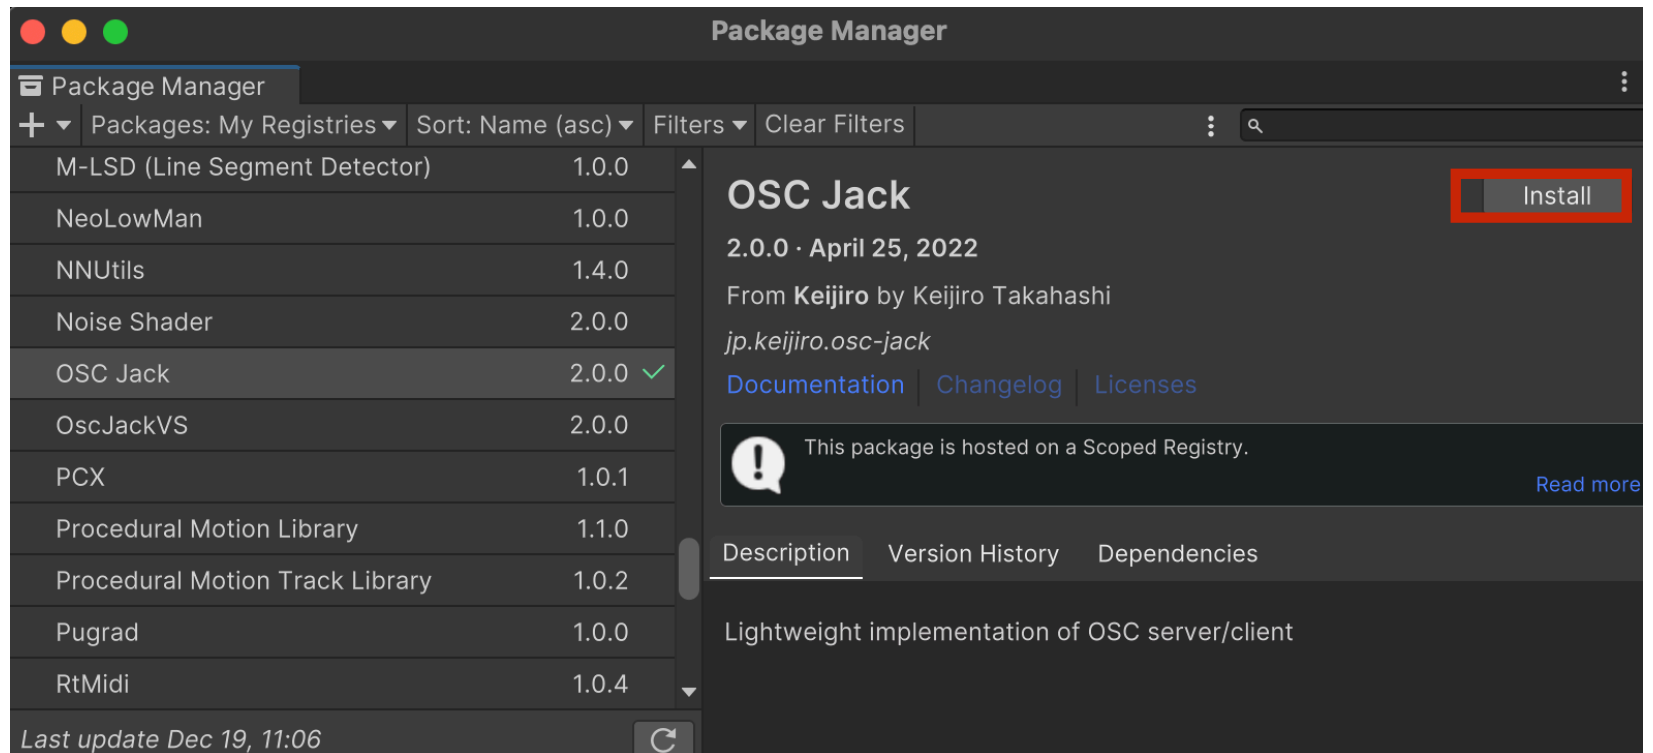 Package Manager
Package Manager
Packages: My Registries
Sort: Name (asc)
Filters
Clear Filters
M-LSD (Line Segment Detector) 1.0.0
NeoLowMan 1.0.0
NNUtils 1.4.0
Noise Shader 2.0.0
OSC Jack 2.0.0
OscJackVS 2.0.0
PCX 1.0.1
Procedural Motion Library 1.1.0
Procedural Motion Track Library 1.0.2
Pugrad 1.0.0
RtMidi 1.0.4
Last update Dec 19, 11:06
OSC Jack
Install
2.0.0 · April 25, 2022
From Keijiro by Keijiro Takahashi
jp.keijiro.osc-jack
Documentation
Changelog
Licenses
This package is hosted on a Scoped Registry.
Read more
Description
Version History
Dependencies
Lightweight implementation of OSC server/client